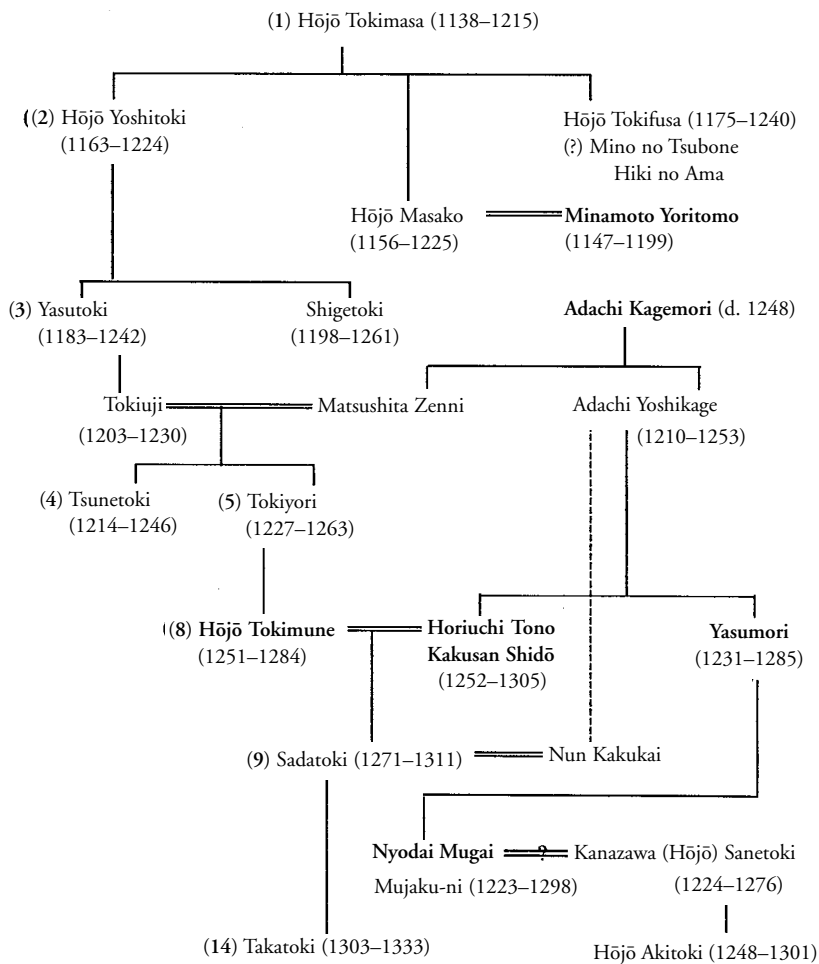 (1) Hōjō Tokimasa (1138–1215)
((2) Hōjō Yoshitoki
(1163–1224)
Hōjō Tokifusa (1175–1240)
(?) Mino no Tsubone
Hiki no Ama
Hōjō Masako
(1156–1225)
Minamoto Yoritomo
(1147–1199)
(3) Yasutoki
(1183–1242)
Shigetoki
(1198–1261)
Adachi Kagemori (d. 1248)
Tokiuji
(1203–1230)
Matsushita Zenni
Adachi Yoshikage
(1210–1253)
(4) Tsunetoki
(1214–1246)
(5) Tokiyori
(1227–1263)
(8) Hōjō Tokimune
(1251–1284)
Horiuchi Tono
Kakusan Shidō
(1252–1305)
Yasumori
(1231–1285)
(9) Sadatoki (1271–1311)
Nun Kakukai
Nyodai Mugai
?
Kanazawa (Hōjō) Sanetoki
Mujaku-ni (1223–1298)
(1224–1276)
(14) Takatoki (1303–1333)
Hōjō Akitoki (1248–1301)